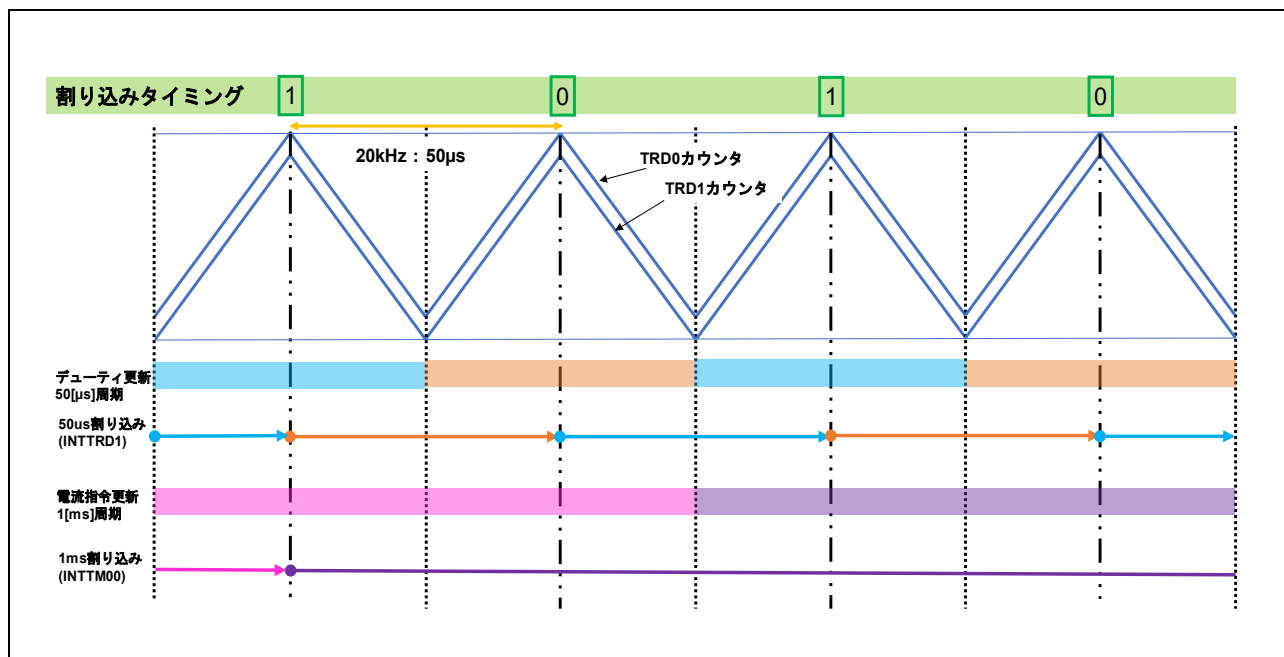 割り込みタイミング 1 0 1 0
20kHz：50µs
TRD0カウンタ
TRD1カウンタ
デューティ更新
50[µs]周期
50us割り込み
(INTTRD1)
電流指令更新
1[ms]周期
1ms割り込み
(INTTM00)